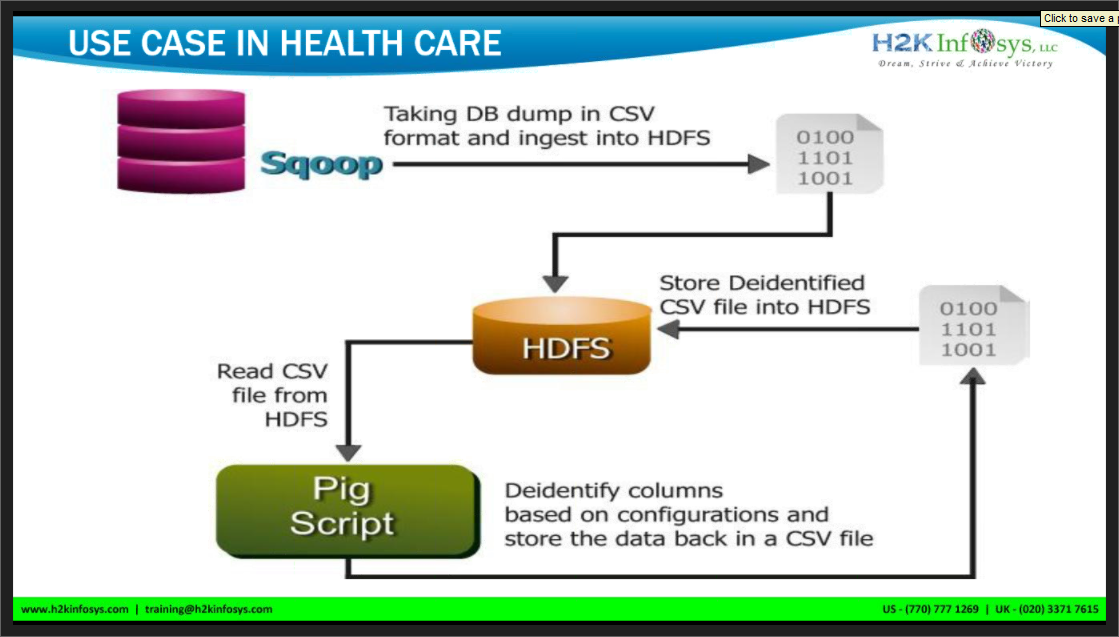 Click to save a
USE CASE IN HEALTH CARE
H2K Infosys, LLC
Dream, Strive & Achieve Victory
Taking DB dump in CSV
format and ingest into HDFS
Sqoop
0100
1101
1001
Store Deidentified
CSV file into HDFS
0100
1101
1001
HDFS
Read CSV
file from
HDFS
Pig
Script
Deidentify columns
based on configurations and
store the data back in a CSV file
www.h2kinfosys.com | training@h2kinfosys.com
US - (770) 777 1269 | UK - (020) 3371 7615